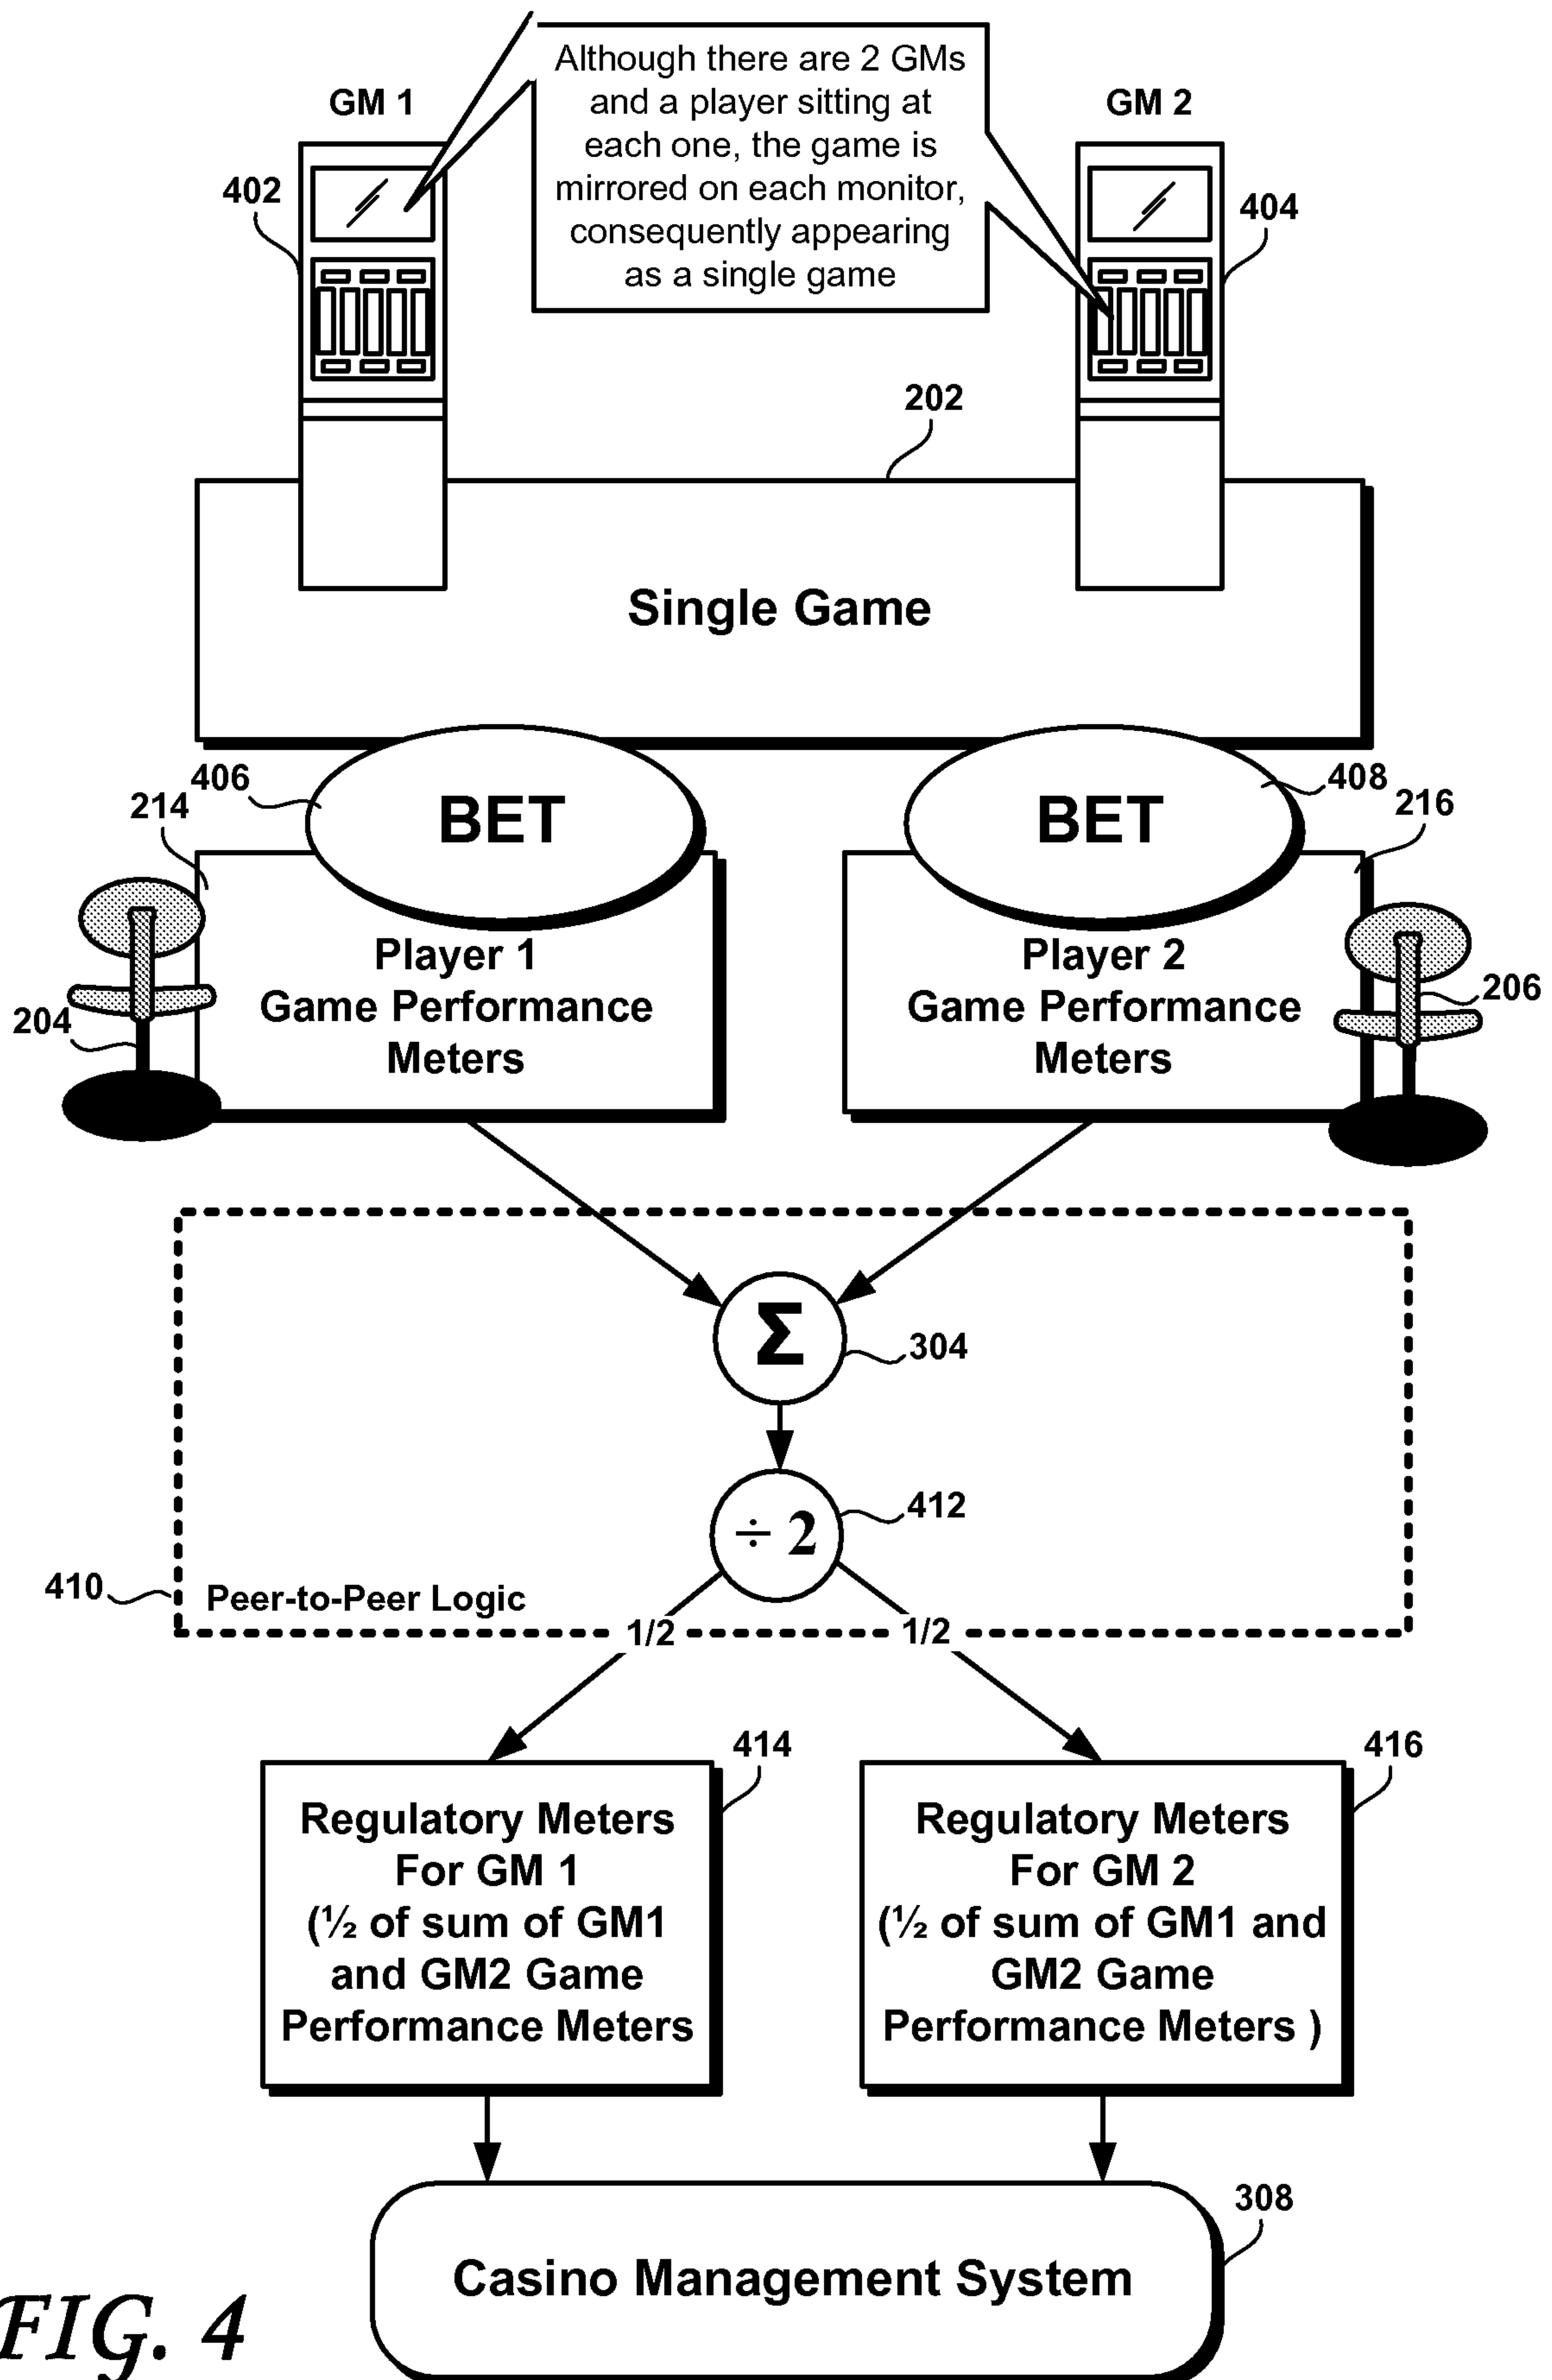 Although there are 2 GMs
and a player sitting at
each one, the game is
mirrored on each monitor,
consequently appearing
as a single game
GM 1
GM 2
402
404
202
Single Game
406
BET
BET
408
214
216
Player 1
Game Performance
Meters
Player 2
Game Performance
Meters
204
206
Σ
304
÷ 2
412
410
Peer-to-Peer Logic
1/2
1/2
414
416
Regulatory Meters
For GM 1
(½ of sum of GM1
and GM2 Game
Performance Meters
Regulatory Meters
For GM 2
(½ of sum of GM1 and
GM2 Game
Performance Meters )
308
Casino Management System
FIG. 4